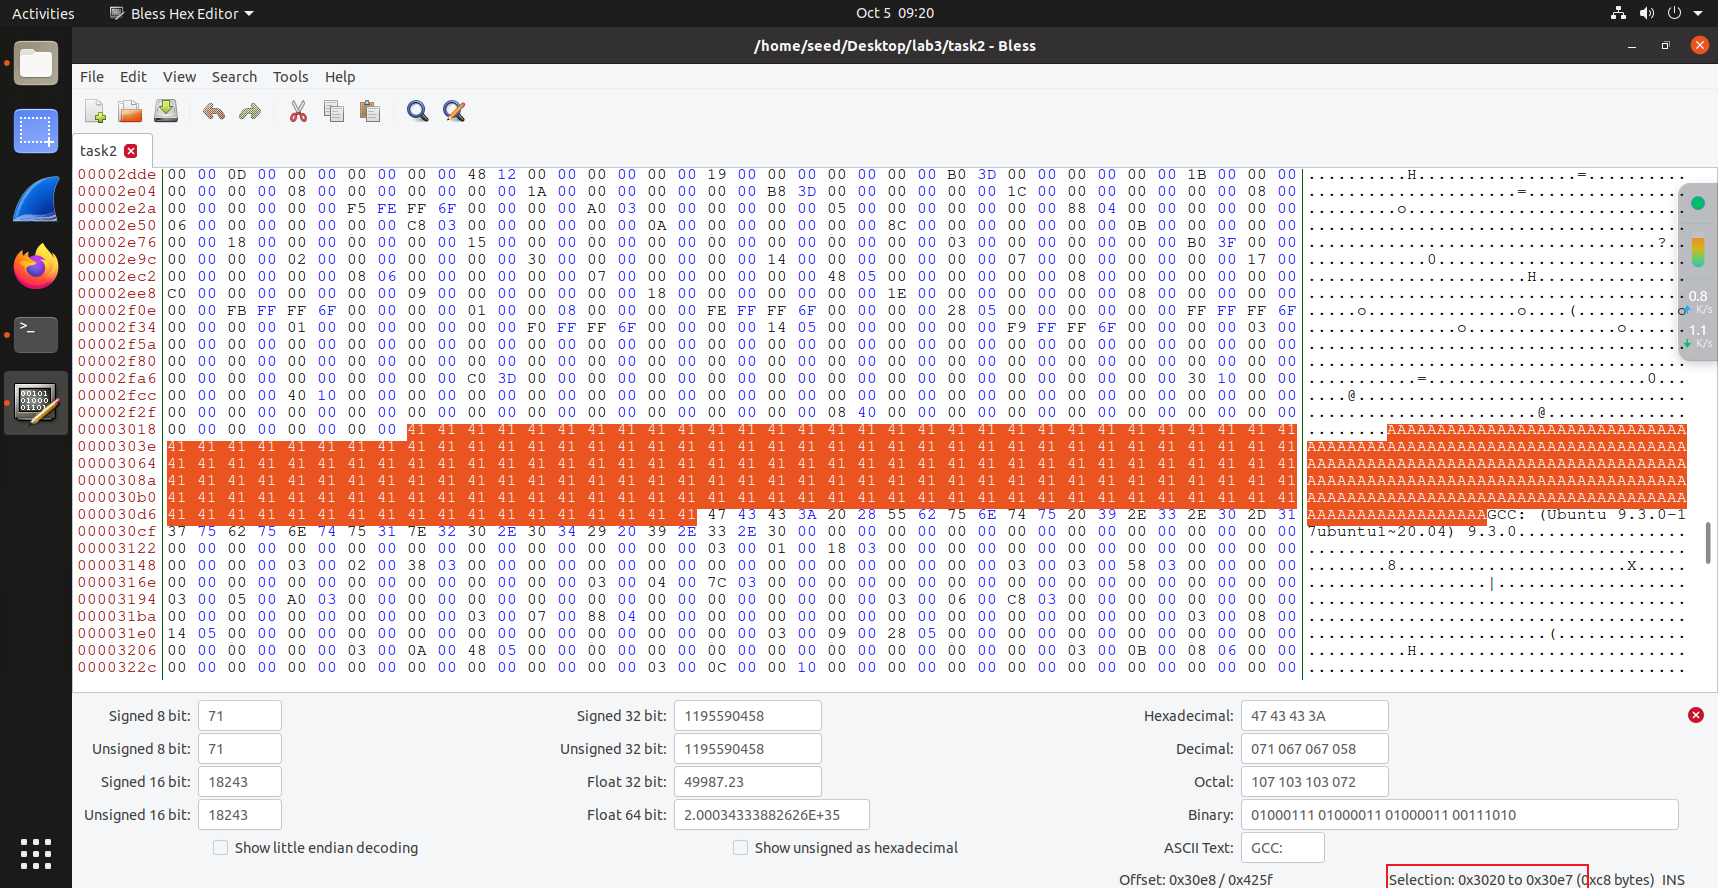 Activities
Bless Hex Editor
Oct 5 09:20
/home/seed/Desktop/lab3/task2 - Bless
File Edit View Search Tools Help
task2
00002dde 00 00 0D 00 00 00 00 00 00 00 48 12 00 00 00 00 00 00 19 00 00 00 00 00 00 00 B0 3D 00 00 00 00 00 00 1B 00 00 00 ..........H...............=...........
00002e04 00 00 00 00 08 00 00 00 00 00 00 00 1A 00 00 00 00 00 00 00 B8 3D 00 00 00 00 00 00 1C 00 00 00 00 00 00 00 08 00 .....................=................
00002e2a 00 00 00 00 00 00 F5 FE FF 6F 00 00 00 00 A0 03 00 00 00 00 00 00 05 00 00 00 00 00 00 00 88 04 00 00 00 00 00 00 .........o............................
00002e50 06 00 00 00 00 00 00 00 C8 03 00 00 00 00 00 00 0A 00 00 00 00 00 00 00 8C 00 00 00 00 00 00 00 0B 00 00 00 00 00 ......................................
00002e76 00 00 18 00 00 00 00 00 00 00 15 00 00 00 00 00 00 00 00 00 00 00 00 00 00 00 03 00 00 00 00 00 00 00 B0 3F 00 00 ...................................?..
00002e9c 00 00 00 00 02 00 00 00 00 00 00 00 30 00 00 00 00 00 00 00 14 00 00 00 00 00 00 00 07 00 00 00 00 00 00 00 17 00 ............0.........................
00002ec2 00 00 00 00 00 00 08 06 00 00 00 00 00 00 07 00 00 00 00 00 00 00 48 05 00 00 00 00 00 00 08 00 00 00 00 00 00 00 ......................H...............
00002ee8 C0 00 00 00 00 00 00 00 09 00 00 00 00 00 00 00 18 00 00 00 00 00 00 00 1E 00 00 00 00 00 00 00 08 00 00 00 00 00 ......................................
00002f0e 00 00 FB FF FF 6F 00 00 00 00 01 00 00 08 00 00 00 00 FE FF FF 6F 00 00 00 00 28 05 00 00 00 00 00 00 FF FF FF 6F .....o...............o....(..........o
00002f34 00 00 00 00 01 00 00 00 00 00 00 00 F0 FF FF 6F 00 00 00 00 14 05 00 00 00 00 00 00 F9 FF FF 6F 00 00 00 00 03 00 ...............o...............o......
00002f5a 00 00 00 00 00 00 00 00 00 00 00 00 00 00 00 00 00 00 00 00 00 00 00 00 00 00 00 00 00 00 00 00 00 00 00 00 00 00 ......................................
00002f80 00 00 00 00 00 00 00 00 00 00 00 00 00 00 00 00 00 00 00 00 00 00 00 00 00 00 00 00 00 00 00 00 00 00 00 00 00 00 ......................................
00002fa6 00 00 00 00 00 00 00 00 00 00 C0 3D 00 00 00 00 00 00 00 00 00 00 00 00 00 00 00 00 00 00 00 00 00 00 30 10 00 00 ...........=......................0...
00002fcc 00 00 00 00 40 10 00 00 00 00 00 00 00 00 00 00 00 00 00 00 00 00 00 00 00 00 00 00 00 00 00 00 00 00 00 00 00 00 ....@.................................
00002f2f 00 00 00 00 00 00 00 00 00 00 00 00 00 00 00 00 00 00 00 00 00 00 08 40 00 00 00 00 00 00 00 00 00 00 00 00 00 00 .......................@..............
00003018 00 00 00 00 00 00 00 00 41 41 41 41 41 41 41 41 41 41 41 41 41 41 41 41 41 41 41 41 41 41 41 41 41 41 41 41 41 41 ........AAAAAAAAAAAAAAAAAAAAAAAAAAAAAA
0000303e 41 41 41 41 41 41 41 41 41 41 41 41 41 41 41 41 41 41 41 41 41 41 41 41 41 41 41 41 41 41 41 41 41 41 41 41 41 41 AAAAAAAAAAAAAAAAAAAAAAAAAAAAAAAAAAAAAA
00003064 41 41 41 41 41 41 41 41 41 41 41 41 41 41 41 41 41 41 41 41 41 41 41 41 41 41 41 41 41 41 41 41 41 41 41 41 41 41 AAAAAAAAAAAAAAAAAAAAAAAAAAAAAAAAAAAAAA
0000308a 41 41 41 41 41 41 41 41 41 41 41 41 41 41 41 41 41 41 41 41 41 41 41 41 41 41 41 41 41 41 41 41 41 41 41 41 41 41 AAAAAAAAAAAAAAAAAAAAAAAAAAAAAAAAAAAAAA
000030b0 41 41 41 41 41 41 41 41 41 41 41 41 41 41 41 41 41 41 41 41 41 41 41 41 41 41 41 41 41 41 41 41 41 41 41 41 41 41 AAAAAAAAAAAAAAAAAAAAAAAAAAAAAAAAAAAAAA
000030d6 41 41 41 41 41 41 41 41 41 41 41 41 41 41 41 41 41 41 47 43 43 3A 20 28 55 62 75 6E 74 75 20 39 2E 33 2E 30 2D 31 AAAAAAAAAAAAAAAAAAGCC: (Ubuntu 9.3.0-1
000030cf 37 75 62 75 6E 74 75 31 7E 32 30 2E 30 34 29 20 39 2E 33 2E 30 00 00 00 00 00 00 00 00 00 00 00 00 00 00 00 00 00 7ubuntu1~20.04) 9.3.0.................
00003122 00 00 00 00 00 00 00 00 00 00 00 00 00 00 00 00 00 00 03 00 01 00 18 03 00 00 00 00 00 00 00 00 00 00 00 00 00 00 ......................................
00003148 00 00 00 00 03 00 02 00 38 03 00 00 00 00 00 00 00 00 00 00 00 00 00 00 00 00 00 00 03 00 03 00 58 03 00 00 00 00 ........8.......................X.....
0000316e 00 00 00 00 00 00 00 00 00 00 00 00 00 00 03 00 04 00 7C 03 00 00 00 00 00 00 00 00 00 00 00 00 00 00 00 00 00 00 ..................|...................
00003194 03 00 05 00 A0 03 00 00 00 00 00 00 00 00 00 00 00 00 00 00 00 00 00 00 03 00 06 00 C8 03 00 00 00 00 00 00 00 00 ......................................
000031ba 00 00 00 00 00 00 00 00 00 00 03 00 07 00 88 04 00 00 00 00 00 00 00 00 00 00 00 00 00 00 00 00 00 00 03 00 08 00 ......................................
000031e0 14 05 00 00 00 00 00 00 00 00 00 00 00 00 00 00 00 00 00 00 03 00 09 00 28 05 00 00 00 00 00 00 00 00 00 00 00 00 ........................(.............
00003206 00 00 00 00 00 00 03 00 0A 00 48 05 00 00 00 00 00 00 00 00 00 00 00 00 00 00 00 00 00 00 03 00 0B 00 08 06 00 00 ..........H...........................
0000322c 00 00 00 00 00 00 00 00 00 00 00 00 00 00 00 00 03 00 0C 00 00 10 00 00 00 00 00 00 00 00 00 00 00 00 00 00 00 00 ......................................
0.8
K/s
1.1
K/s
Signed 8 bit: 71 Signed 32 bit: 1195590458 Hexadecimal: 47 43 43 3A
Unsigned 8 bit: 71 Unsigned 32 bit: 1195590458 Decimal: 071 067 067 058
Signed 16 bit: 18243 Float 32 bit: 49987.23 Octal: 107 103 103 072
Unsigned 16 bit: 18243 Float 64 bit: 2.00034333882626E+35 Binary: 01000111 01000011 01000011 00111010
Show little endian decoding Show unsigned as hexadecimal ASCII Text: GCC:
Offset: 0x30e8 / 0x425f Selection: 0x3020 to 0x30e7 (0xc8 bytes) INS